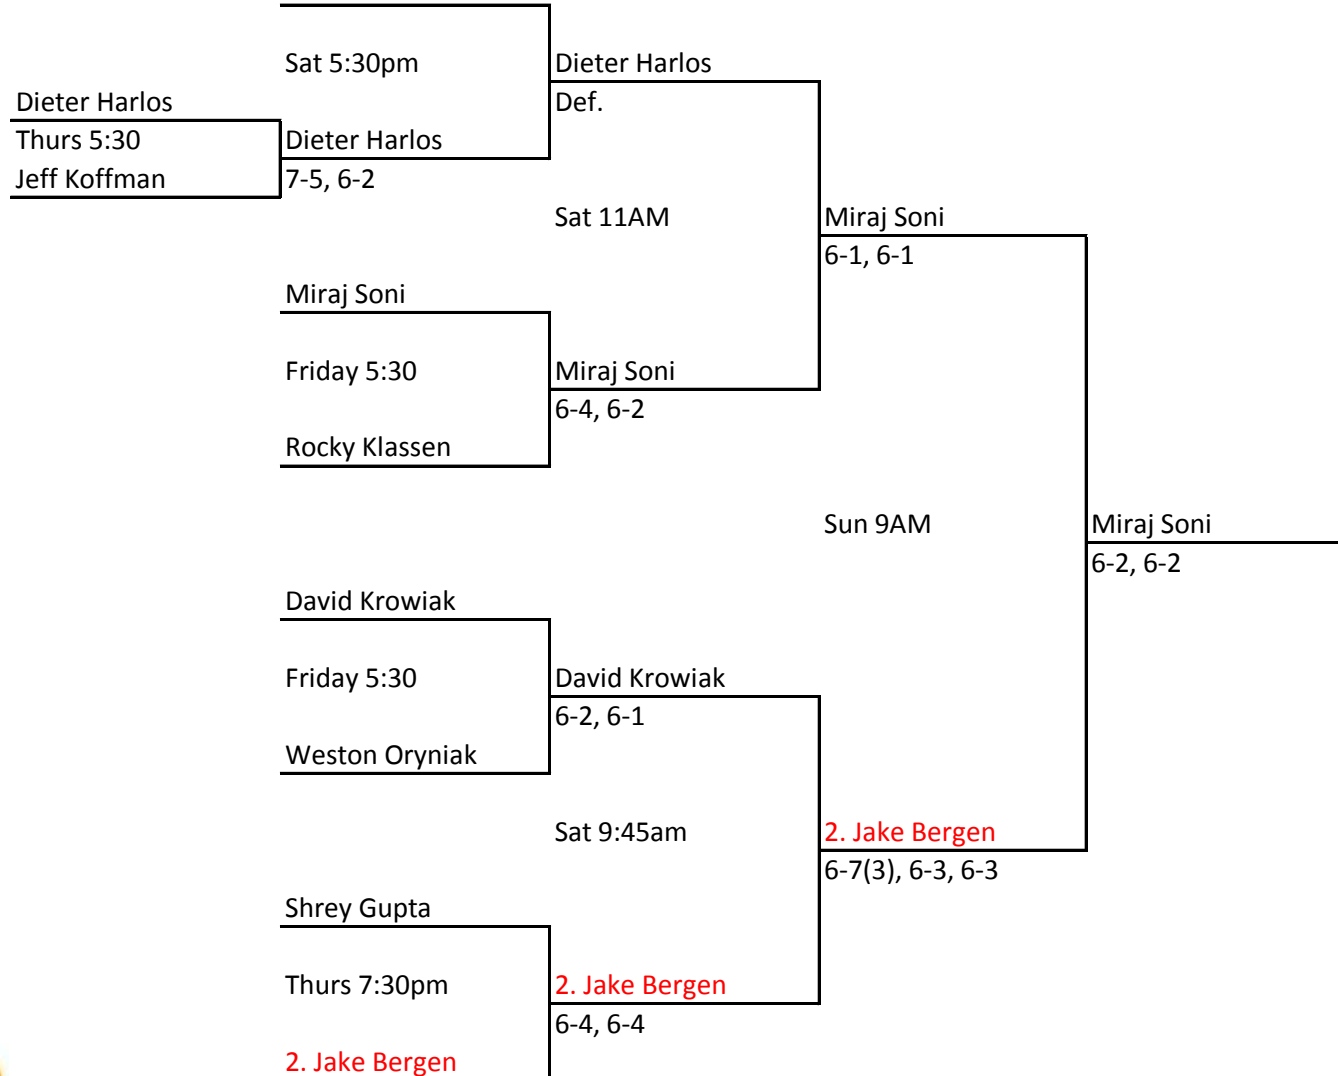 Sat 5:30pm
Dieter Harlos
Dieter Harlos
Def.
Thurs 5:30
Dieter Harlos
Jeff Koffman
7-5, 6-2
Sat 11AM
Miraj Soni
6-1, 6-1
Miraj Soni
Friday 5:30
Miraj Soni
6-4, 6-2
Rocky Klassen
Sun 9AM
Miraj Soni
6-2, 6-2
David Krowiak
Friday 5:30
David Krowiak
6-2, 6-1
Weston Oryniak
Sat 9:45am
2. Jake Bergen
6-7(3), 6-3, 6-3
Shrey Gupta
Thurs 7:30pm
2. Jake Bergen
6-4, 6-4
2. Jake Bergen